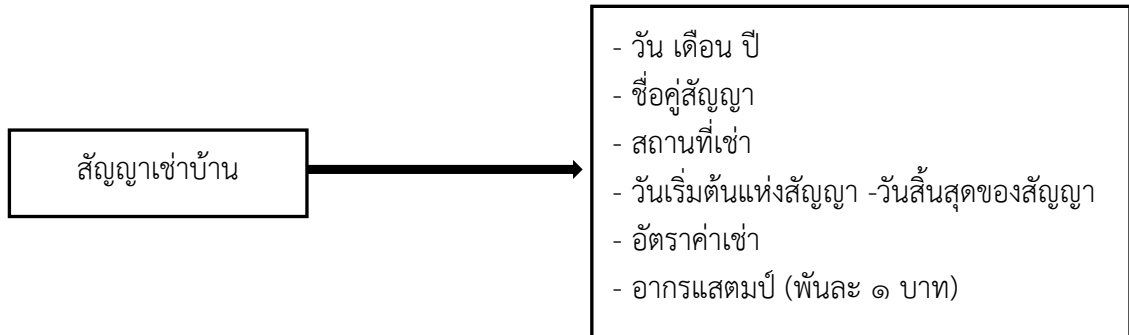 สัญญาเช่าบ้าน
- วัน เดือน ปี
- ชื่อคู่สัญญา
- สถานที่เช่า
- วันเริ่มต้นแห่งสัญญา -วันสิ้นสุดของสัญญา
- อัตราค่าเช่า
- อากรแสตมป์ (พันละ ๑ บาท)